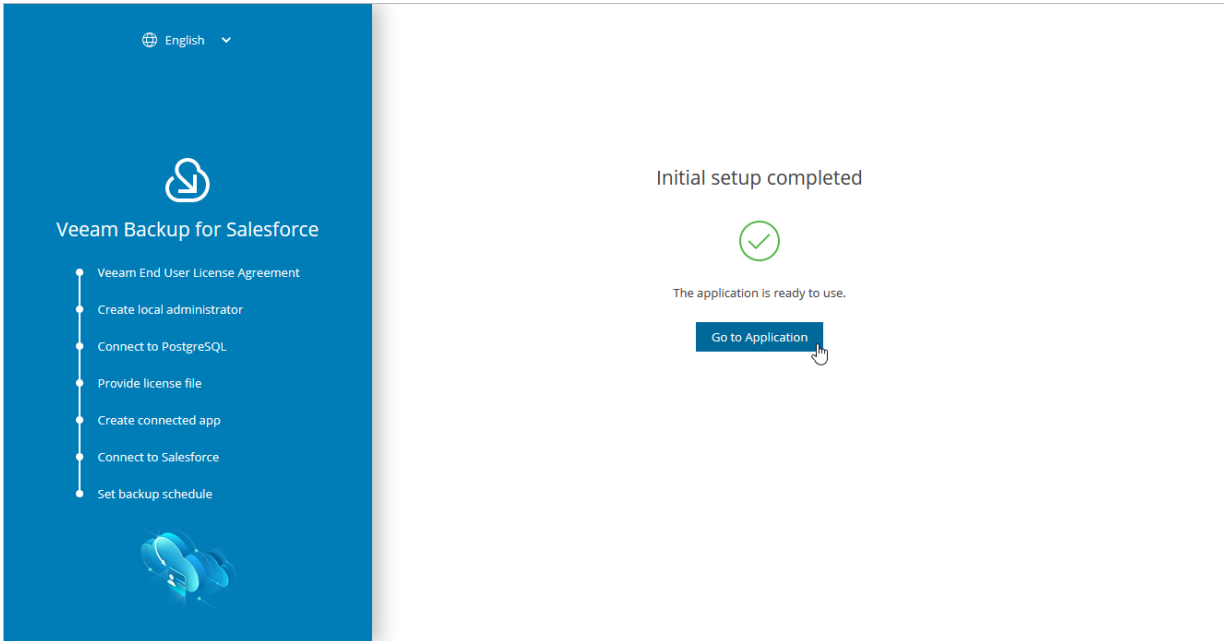 English
Veeam Backup for Salesforce
Veeam End User License Agreement
Create local administrator
Connect to PostgreSQL
Provide license file
Create connected app
Connect to Salesforce
Set backup schedule
Initial setup completed
The application is ready to use.
Go to Application